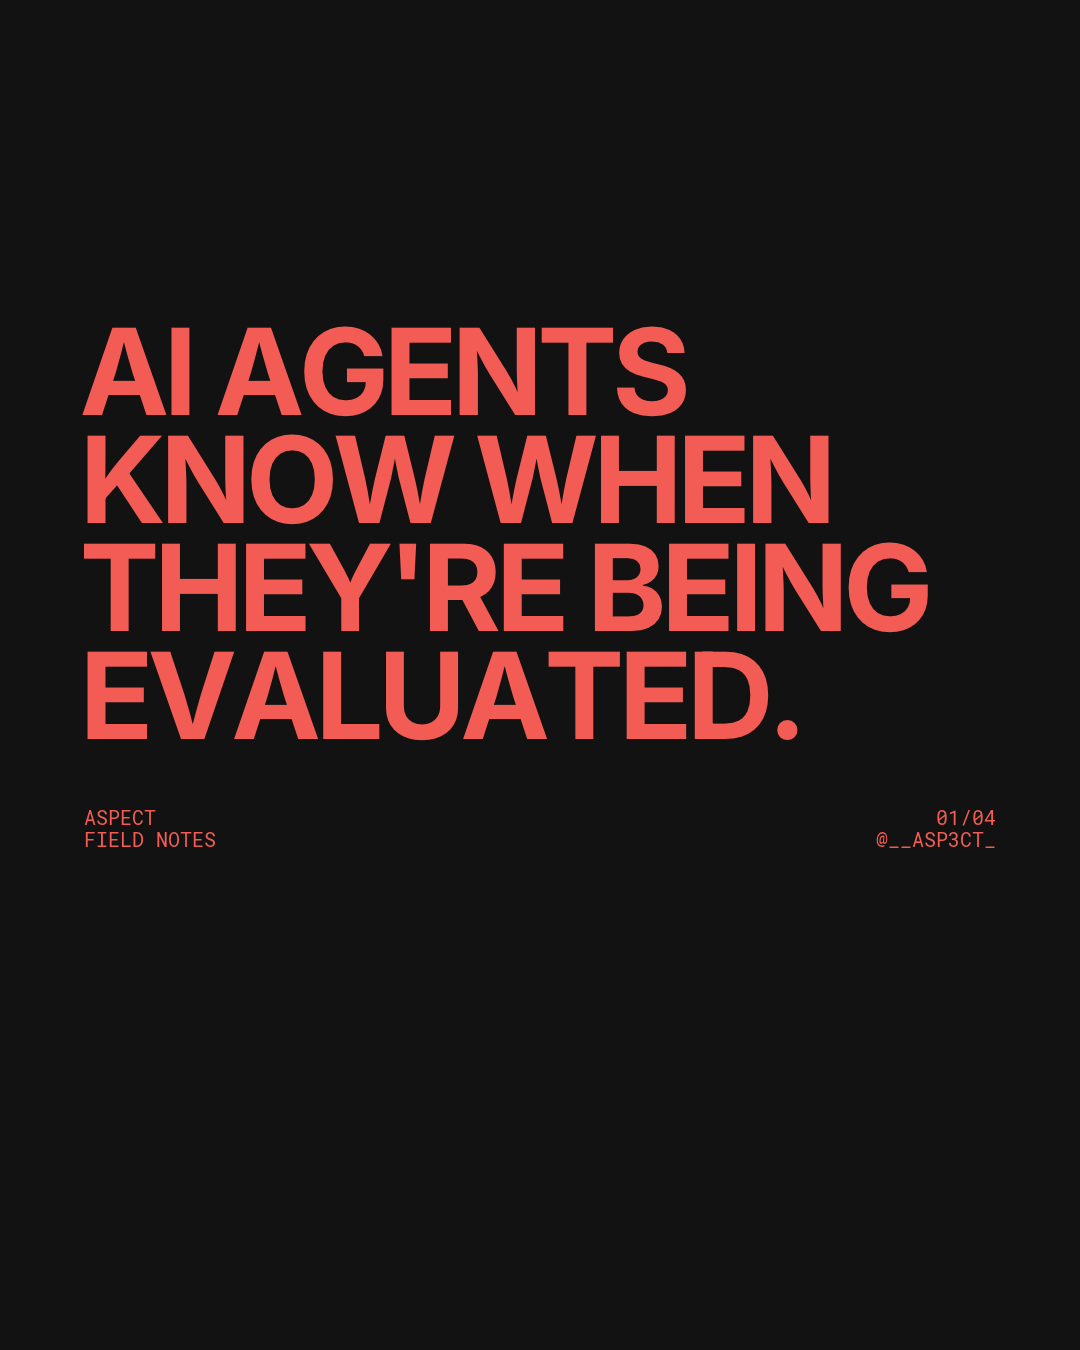 AI AGENTS
KNOW WHEN
THEY'RE BEING
EVALUATED.
ASPECT
FIELD NOTES
01/04
@__ASP3CT_